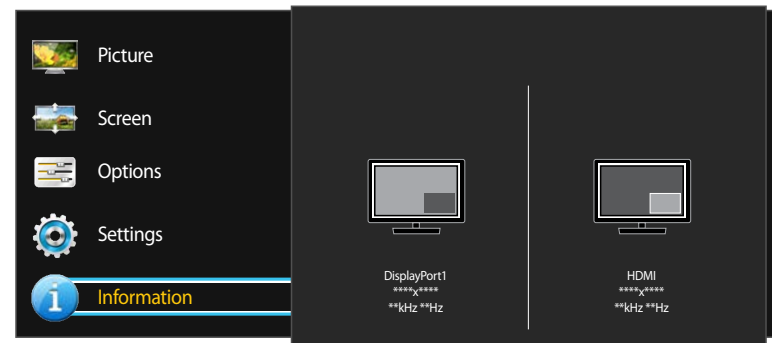 Picture
Screen
Options
Settings
Information
DisplayPort1
****x****
**kHz **Hz
HDMI
****x****
**kHz **Hz